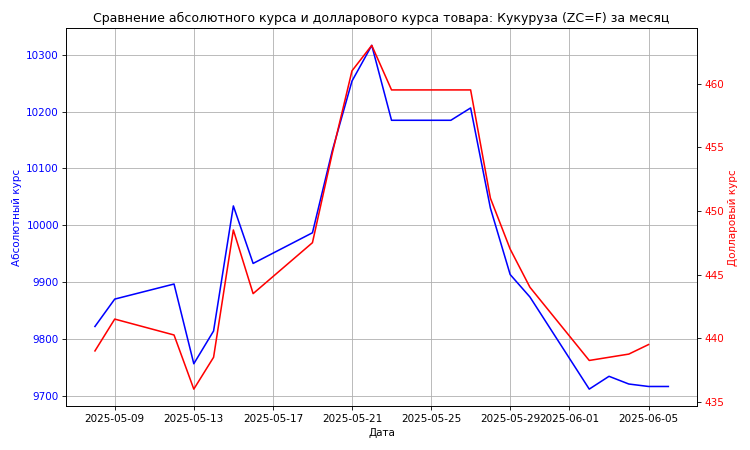 Сравнение абсолютного курса и долларового курса товара: Кукуруза (ZC=F) за месяц
Абсолютный курс
10300
10200
10100
10000
9900
9800
9700
460
455
450
445
440
435
Долларовый курс
2025-05-09 2025-05-13 2025-05-17 2025-05-21 2025-05-25 2025-05-29 2025-06-01 2025-06-05
Дата